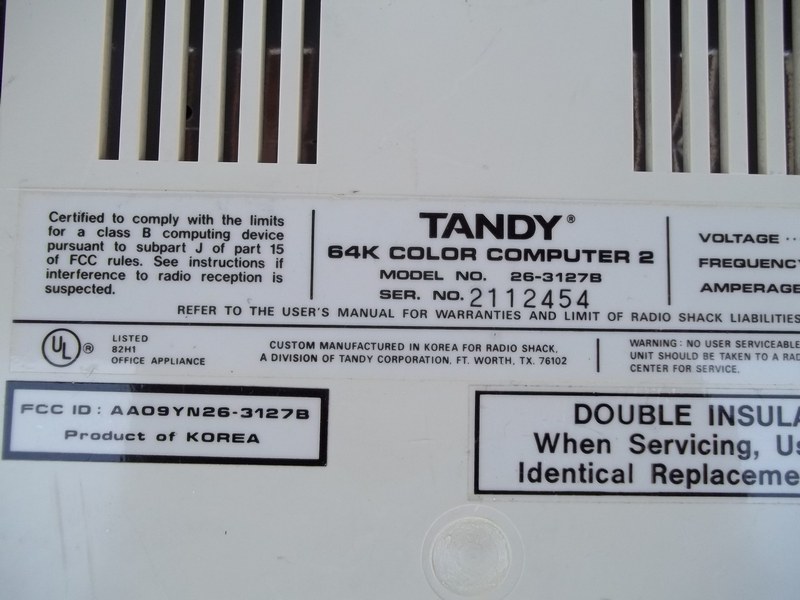 Certified to comply with the limits
for a class B computing device
pursuant to subpart J of part 15
of FCC rules. See instructions if
interference to radio reception is
suspected.
TANDY®
64K COLOR COMPUTER 2
MODEL NO. 26-3127B
SER. NO. 2112454
VOLTAGE
FREQUENCY
AMPERAGE
REFER TO THE USER'S MANUAL FOR WARRANTIES AND LIMIT OF RADIO SHACK LIABILITIES
UL®
LISTED
82H1
OFFICE APPLIANCE
CUSTOM MANUFACTURED IN KOREA FOR RADIO SHACK,
A DIVISION OF TANDY CORPORATION, FT. WORTH, TX. 76102
WARNING: NO USER SERVICEABLE
UNIT SHOULD BE TAKEN TO A RAD
CENTER FOR SERVICE.
FCC ID: AAO9YN26-3127B
Product of KOREA
DOUBLE INSULA
When Servicing, Us
Identical Replaceme